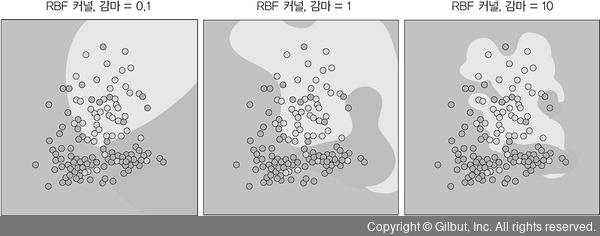 RBF 커널, 감마 = 0.1
RBF 커널, 감마 = 1
RBF 커널, 감마 = 10
Copyright © Gilbut, Inc. All rights reserved.